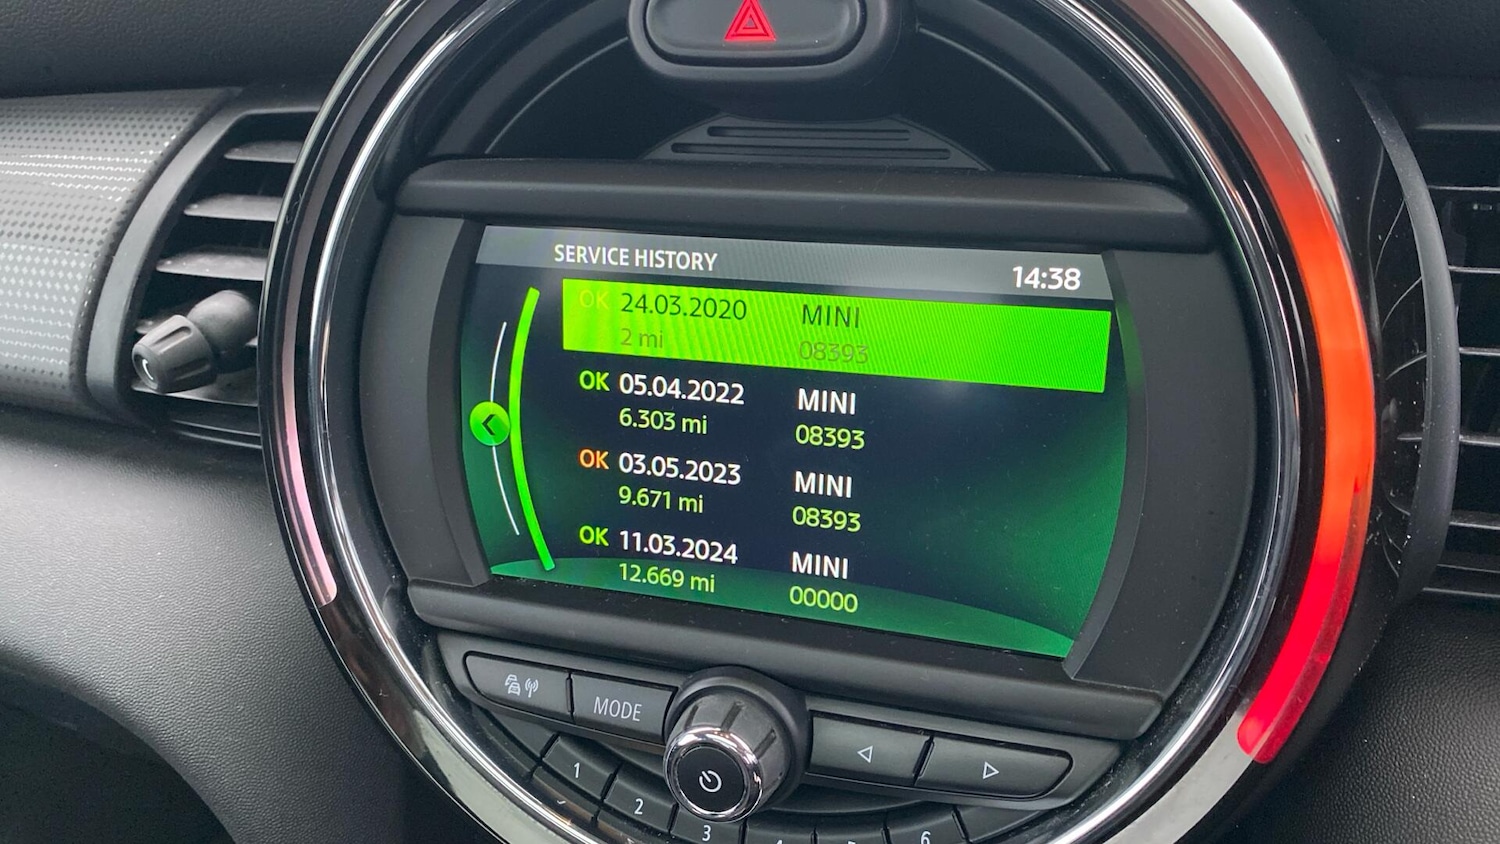 SERVICE HISTORY 14:38
OK 24.03.2020 MINI
2 mi 08393
OK 05.04.2022 MINI
6.303 mi 08393
OK 03.05.2023 MINI
9.671 mi 08393
OK 11.03.2024 MINI
12.669 mi 00000
MODE
1
2
3
6